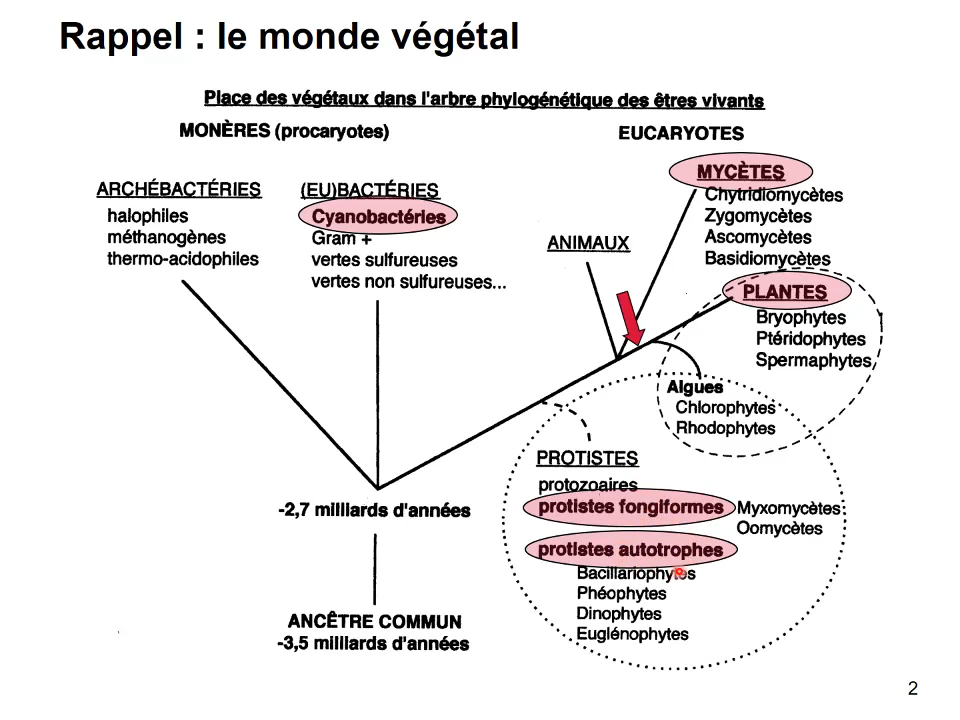 Rappel : le monde végétal
Place des végétaux dans l'arbre phylogénétique des êtres vivants
MONÈRES (procaryotes)
EUCARYOTES
ARCHÉBACTÉRIES
halophiles
méthanogènes
thermo-acidophiles
(EU)BACTÉRIES
Cyanobactéries
Gram +
vertes sulfureuses
vertes non sulfureuses...
ANIMAUX
MYCÈTES
Chytridiomycètes
Zygomycètes
Ascomycètes
Basidiomycètes
PLANTES
Bryophytes
Ptéridophytes
Spermaphytes
Algues
Chlorophytes
Rhodophytes
PROTISTES
protozoaires
protistes fongiformes
Myxomycètes
Oomycètes
protistes autotrophes
Bacillariophytes
Phéophytes
Dinophytes
Euglénophytes
-2,7 milliards d'années
ANCÊTRE COMMUN
-3,5 milliards d'années
2